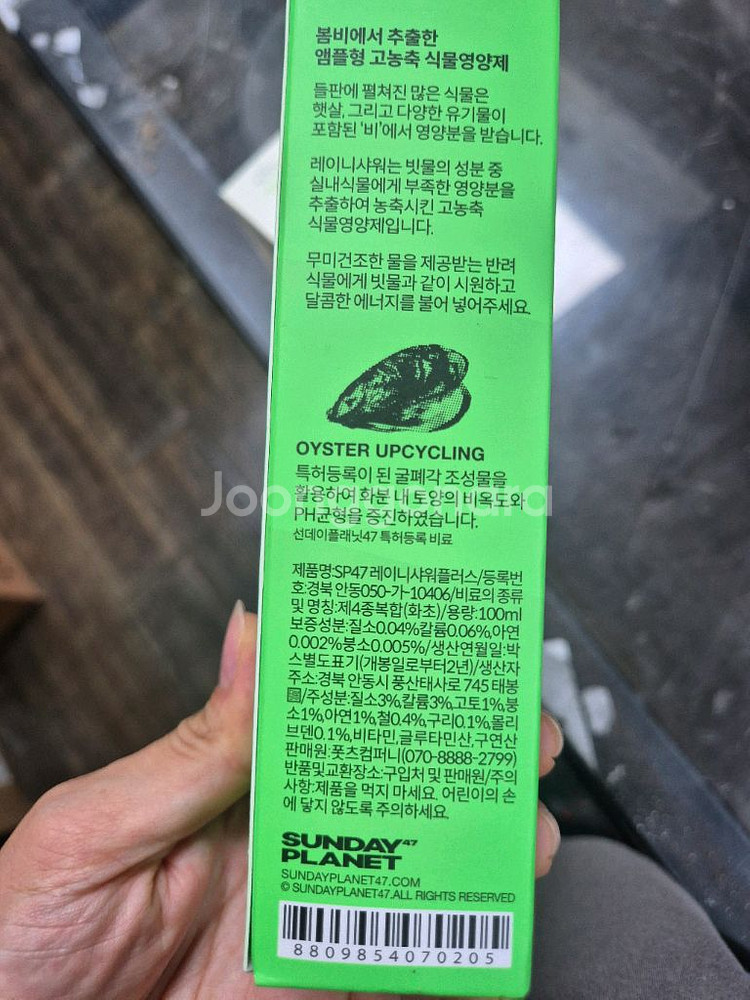 봄비에서 추출한
앰플형 고농축 식물영양제
들판에 펼쳐진 많은 식물은
햇살, 그리고 다양한 유기물이
포함된 '비'에서 영양분을 받습니다.
레이니샤워는 빗물의 성분 중
실내식물에게 부족한 영양분을
추출하여 농축시킨 고농축
식물영양제입니다.
무미건조한 물을 제공받는 반려
식물에게 빗물과 같이 시원하고
달콤한 에너지를 불어 넣어주세요.
OYSTER UPCYCLING
특허등록이 된 굴폐각 조성물을
활용하여 화분 내 토양의 비옥도와
PH균형을 증진하였습니다.
선데이플래닛47 특허등록 비료
Joonggonara
제품명:SP47 레이니샤워플러스/등록번
호:경북 안동050-가-10406/비료의 종류
및 명칭:제4종복합(화초)/용량:100ml
보증성분:질소0.04%칼륨0.06%,아연
0.002%붕소0.005%/생산연월일:박
스별도표기(개봉일로부터2년)/생산자
주소:경북 안동시 풍산태사로 745 태봉
/주성분:질소3%,칼륨3%,고토1%,붕
소1%,아연1%,철0.4%,구리0.1%,몰리
브덴0.1%,비타민,글루타민산,구연산
판매원:폿츠컴퍼니(070-8888-2799)
반품및교환장소:구입처 및 판매원/주의
사항:제품을 먹지 마세요. 어린이의 손
에 닿지 않도록 주의하세요.
SUNDAY 47
PLANET
SUNDAYPLANET47.COM
© SUNDAYPLANET47.ALL RIGHTS RESERVED
8809854070205